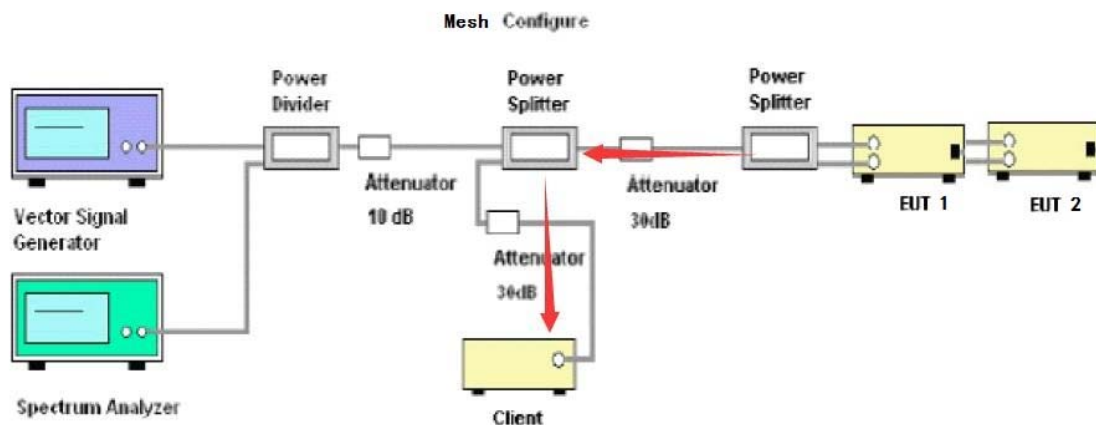 Mesh Configure
Power
Divider
Power
Splitter
Power
Splitter
Attenuator
10 dB
Attenuator
30dB
EUT 1
EUT 2
Vector Signal
Generator
Attenuator
30dB
Spectrum Analyzer
Client